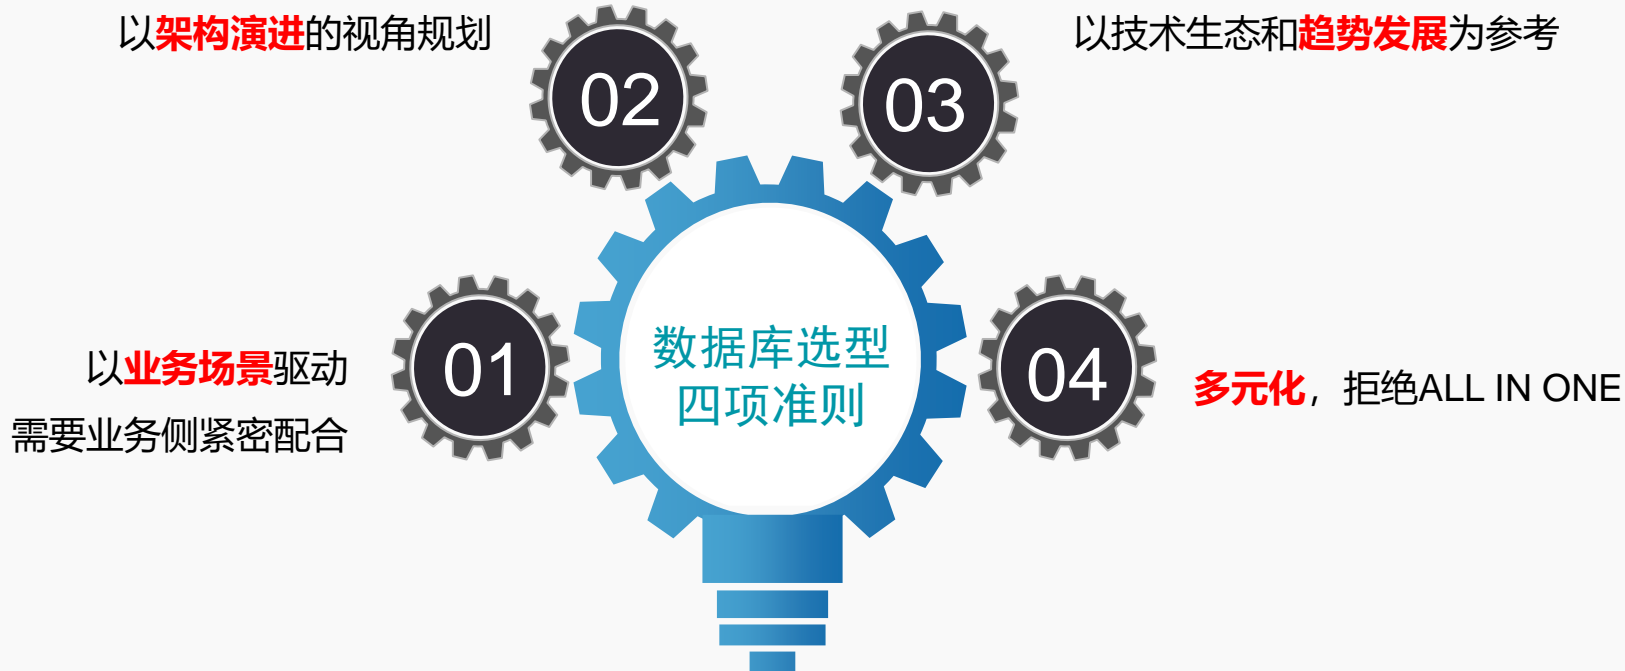 01
以业务场景驱动
需要业务侧紧密配合
02
以架构演进的视角规划
03
以技术生态和趋势发展为参考
04
多元化，拒绝ALL IN ONE
数据库选型
四项准则